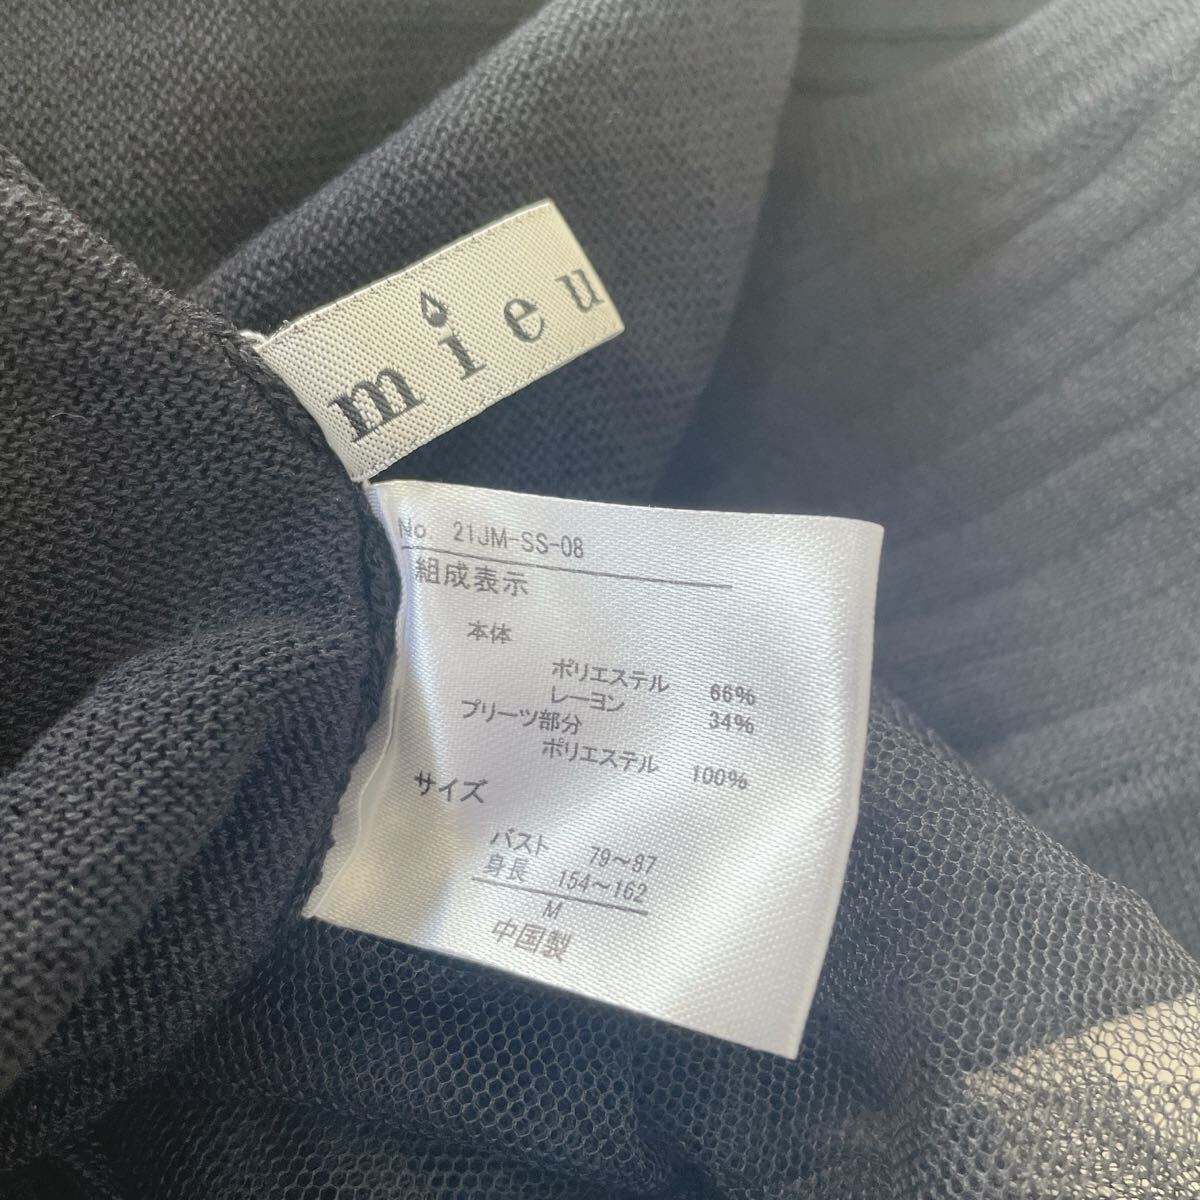 mieu
No 21JM-SS-08
組成表示
本体
ポリエステル 66%
レーヨン 34%
プリーツ部分
ポリエステル 100%
サイズ
バスト 79～87
身長 154～162
M
中国製